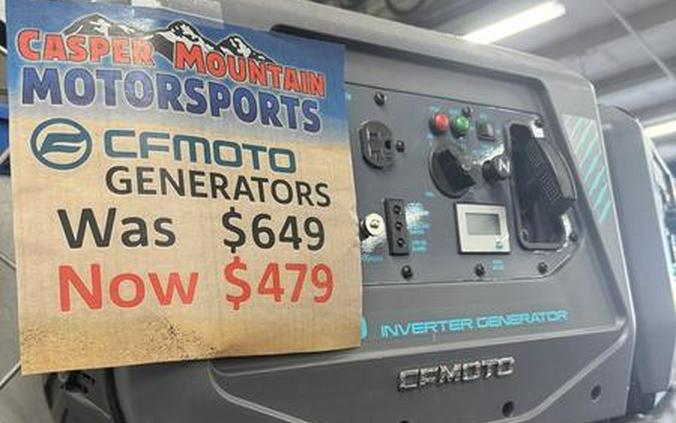 CASPER MOUNTAIN
MOTORSPORTS
CFMOTO
GENERATORS
Was $649
Now $479
INVERTER GENERATOR
CFMOTO